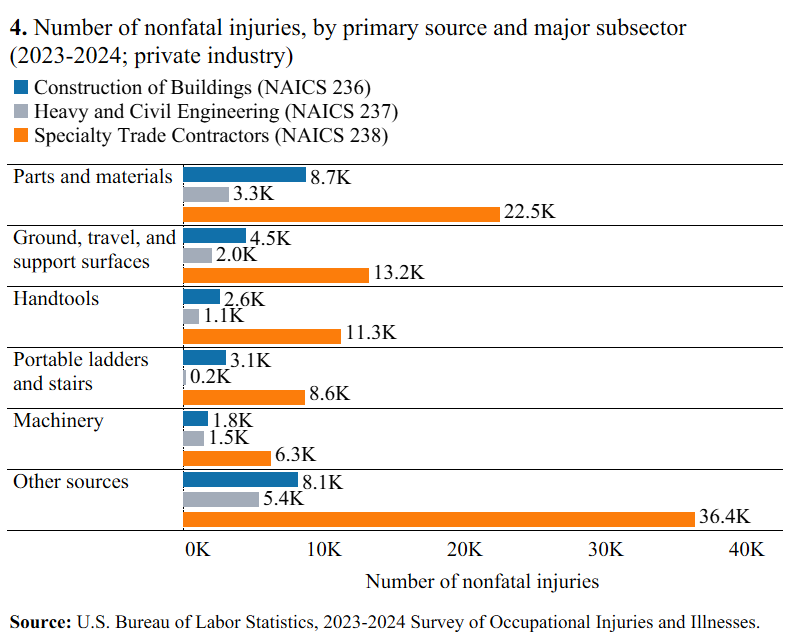 4. Number of nonfatal injuries, by primary source and major subsector
(2023-2024; private industry)
Construction of Buildings (NAICS 236)
Heavy and Civil Engineering (NAICS 237)
Specialty Trade Contractors (NAICS 238)
Parts and materials
8.7K
3.3K
22.5K
Ground, travel, and
support surfaces
4.5K
2.0K
13.2K
Handtools
2.6K
1.1K
11.3K
Portable ladders
and stairs
3.1K
0.2K
8.6K
Machinery
1.8K
1.5K
6.3K
Other sources
8.1K
5.4K
36.4K
0K 10K 20K 30K 40K
Number of nonfatal injuries
Source: U.S. Bureau of Labor Statistics, 2023-2024 Survey of Occupational Injuries and Illnesses.